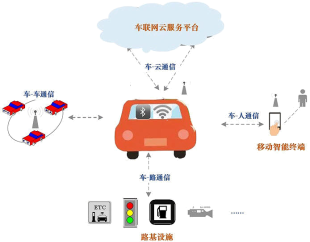 车联网云服务平台
车-云通信
车-车通信
车-人通信
移动智能终端
车-路通信
ETC
路基设施
......